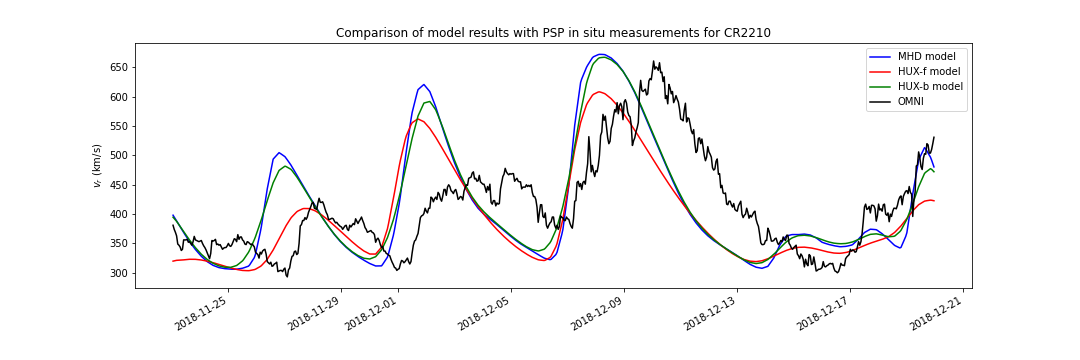 Comparison of model results with PSP in situ measurements for CR2210
MHD model
HUX-f model
HUX-b model
OMNI
650
600
550
500
450
400
350
300
v_r (km/s)
2018-11-25
2018-11-29
2018-12-01
2018-12-05
2018-12-09
2018-12-13
2018-12-17
2018-12-21